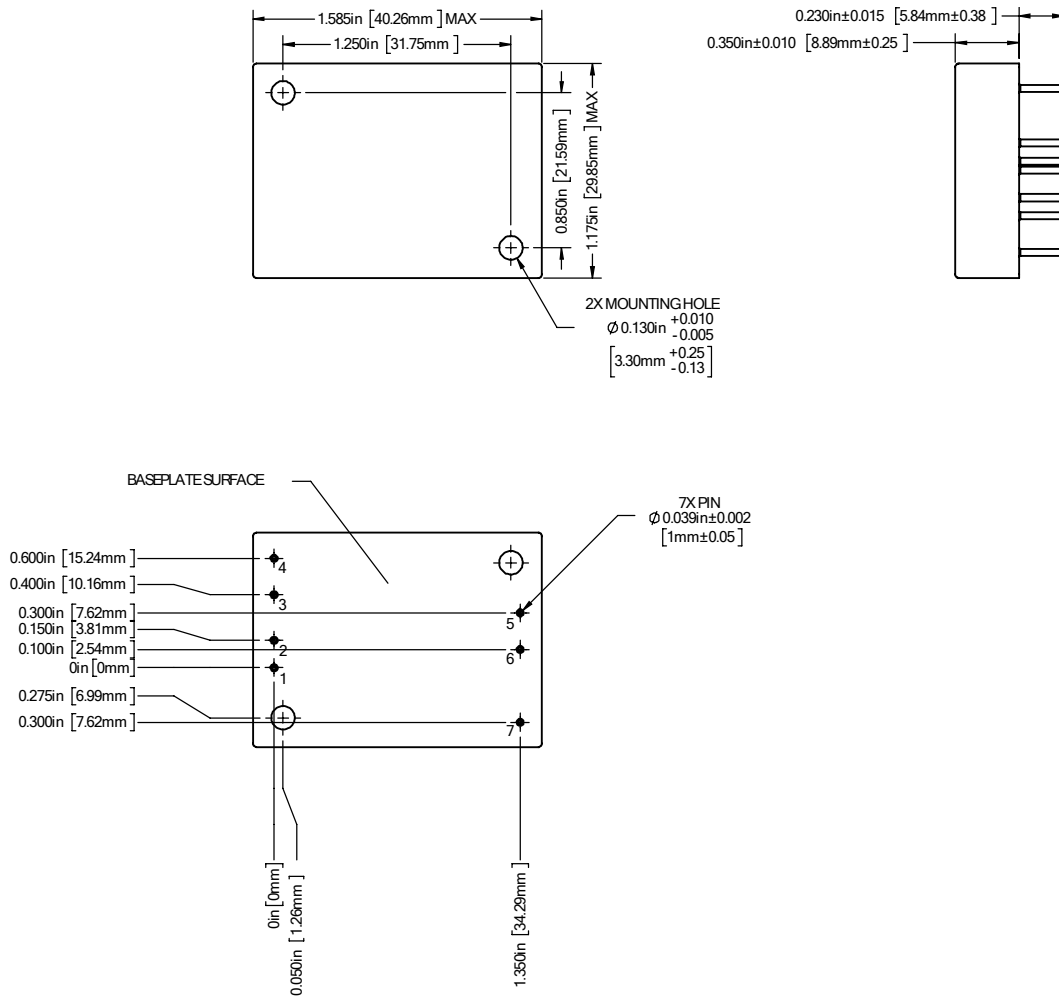 1.585in [40.26mm] MAX
1.250in [31.75mm]
0.850in [21.59mm]
1.175in [29.85mm] MAX
0.230in±0.015 [5.84mm±0.38]
0.350in±0.010 [8.89mm±0.25]
2X MOUNTING HOLE
Ø 0.130in +0.010 -0.005
[3.30mm +0.25 -0.13]
BASEPLATE SURFACE
7X PIN
Ø 0.039in±0.002
[1mm±0.05]
0.600in [15.24mm]
0.400in [10.16mm]
0.300in [7.62mm]
0.150in [3.81mm]
0.100in [2.54mm]
0in [0mm]
0.275in [6.99mm]
0.300in [7.62mm]
4
3
2
1
5
6
7
0in [0mm]
0.050in [1.26mm]
1.350in [34.29mm]